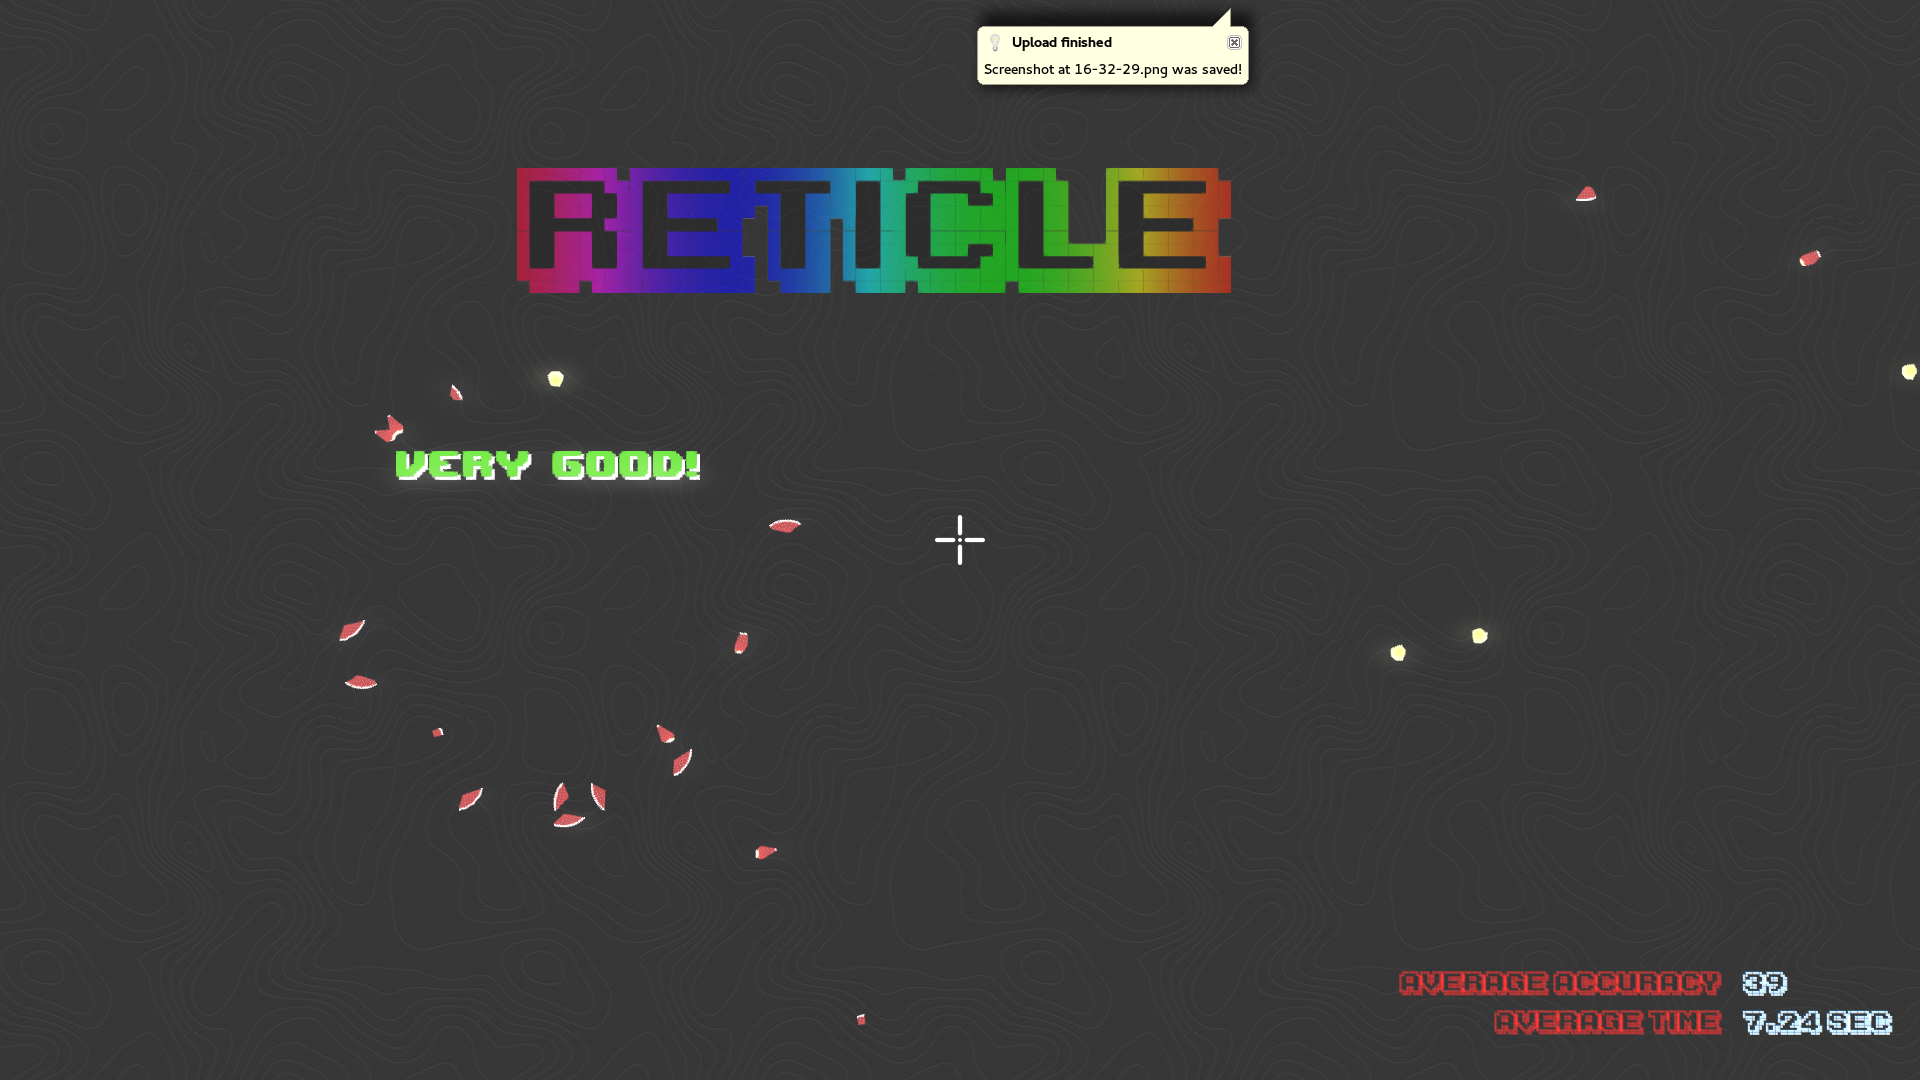 Upload finished
Screenshot at 16-32-29.png was saved!
RETICLE
VERY GOOD!
AVERAGE ACCURACY 39
AVERAGE TIME 7.24 SEC